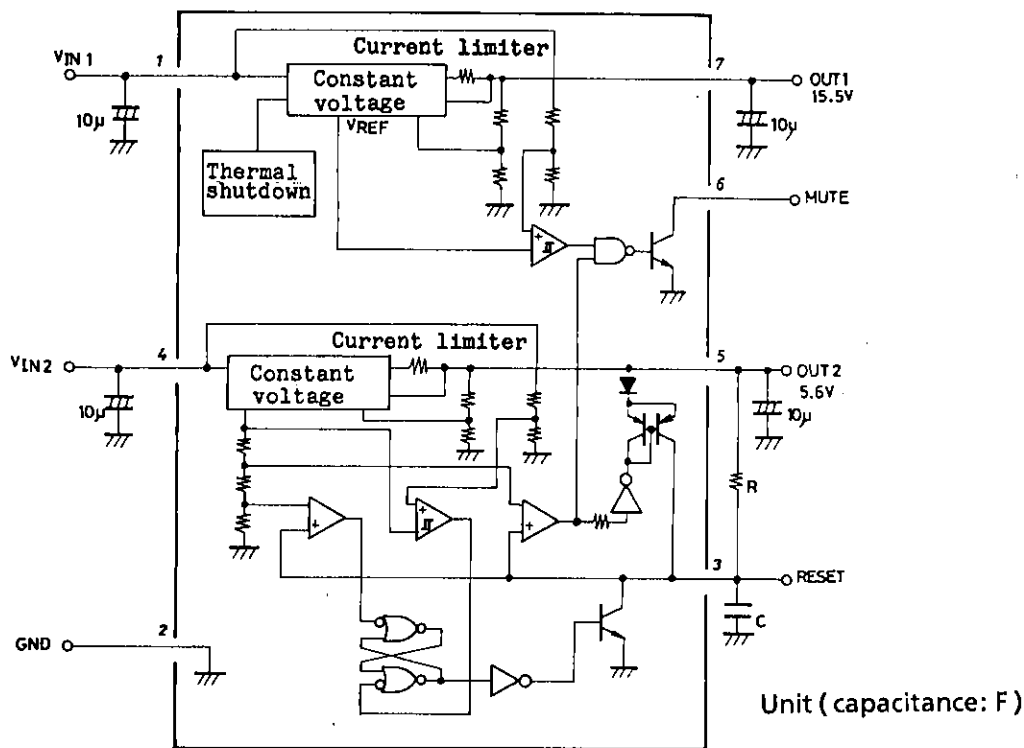 VIN 1
1
10μ
Current limiter
Constant
voltage
VREF
Thermal
shutdown
7
OUT1
15.5V
10μ
6
MUTE
+
VIN2
4
10μ
Current limiter
Constant
voltage
5
OUT2
5.6V
10μ
R
+
+
+
3
RESET
C
GND
2
Unit ( capacitance: F )